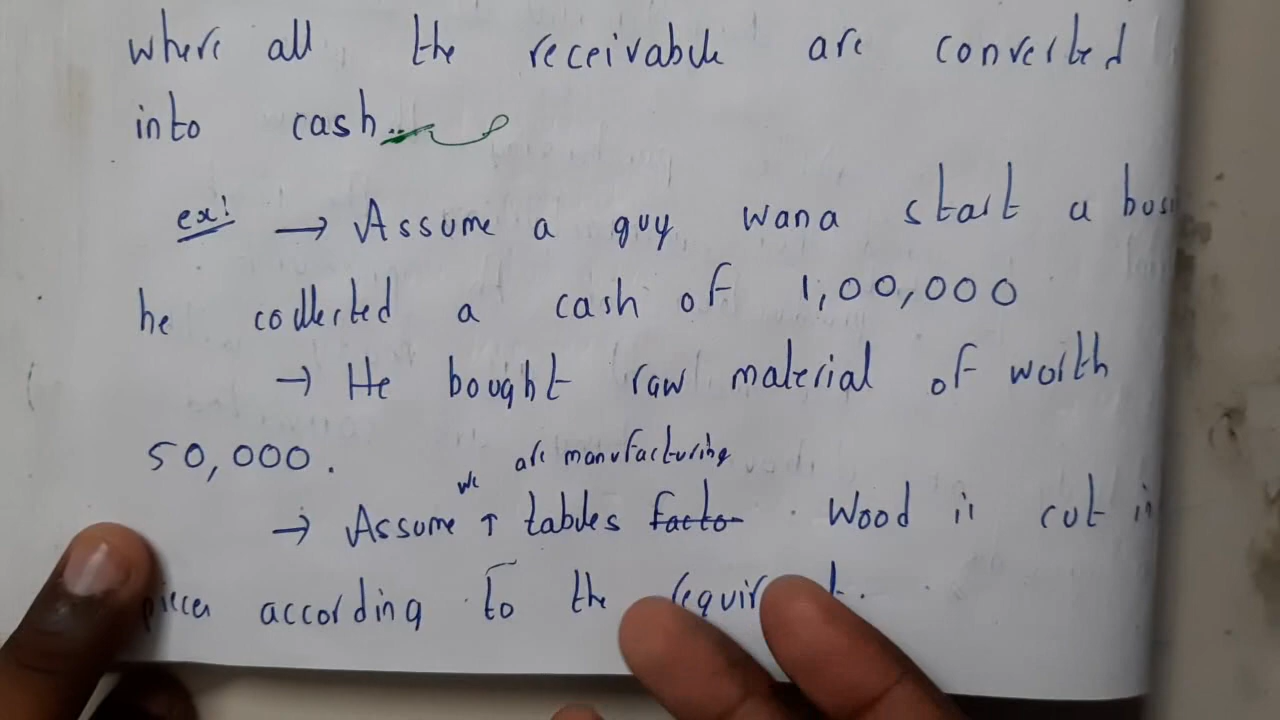 where all the receivable are converted
into cash..
ex! → Assume a guy wana start a busi
he collected a cash of 1,00,000
→ He bought raw material of worth
50,000.
we are manufacturing
→ Assume ↑ tables facto . Wood is cut in
pieces according to the